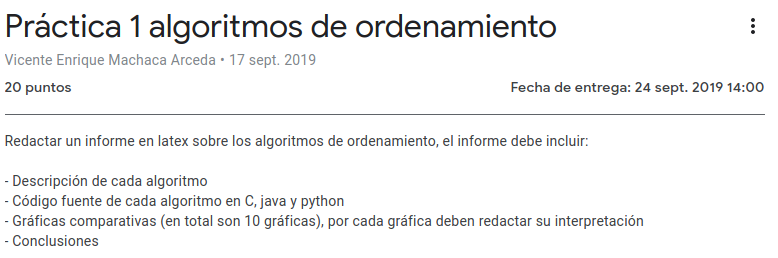 Práctica 1 algoritmos de ordenamiento
Vicente Enrique Machaca Arceda • 17 sept. 2019
20 puntos Fecha de entrega: 24 sept. 2019 14:00
Redactar un informe en latex sobre los algoritmos de ordenamiento, el informe debe incluir:
- Descripción de cada algoritmo
- Código fuente de cada algoritmo en C, java y python
- Gráficas comparativas (en total son 10 gráficas), por cada gráfica deben redactar su interpretación
- Conclusiones